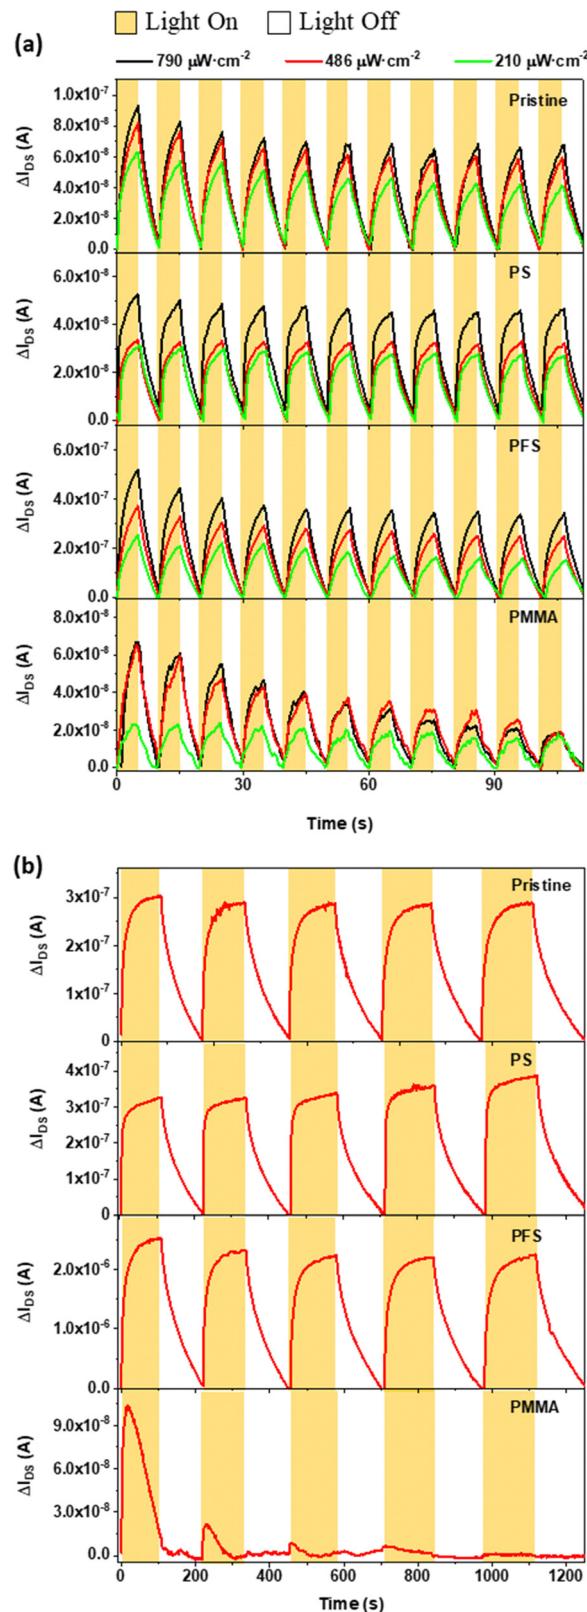 Light On Light Off
(a)
790 μW·cm⁻² 486 μW·cm⁻² 210 μW·cm⁻²
Pristine
1.0x10⁻⁷
8.0x10⁻⁸
6.0x10⁻⁸
4.0x10⁻⁸
2.0x10⁻⁸
0.0
ΔI_DS (A)
PS
6.0x10⁻⁸
4.0x10⁻⁸
2.0x10⁻⁸
0.0
ΔI_DS (A)
PFS
6.0x10⁻⁷
4.0x10⁻⁷
2.0x10⁻⁷
0.0
ΔI_DS (A)
PMMA
8.0x10⁻⁸
6.0x10⁻⁸
4.0x10⁻⁸
2.0x10⁻⁸
0.0
ΔI_DS (A)
0 30 60 90
Time (s)
(b)
Pristine
3x10⁻⁷
2x10⁻⁷
1x10⁻⁷
0
ΔI_DS (A)
PS
4x10⁻⁷
3x10⁻⁷
2x10⁻⁷
1x10⁻⁷
0
ΔI_DS (A)
PFS
2.0x10⁻⁶
1.0x10⁻⁶
0.0
ΔI_DS (A)
PMMA
9.0x10⁻⁸
6.0x10⁻⁸
3.0x10⁻⁸
0.0
ΔI_DS (A)
0 200 400 600 800 1000 1200
Time (s)